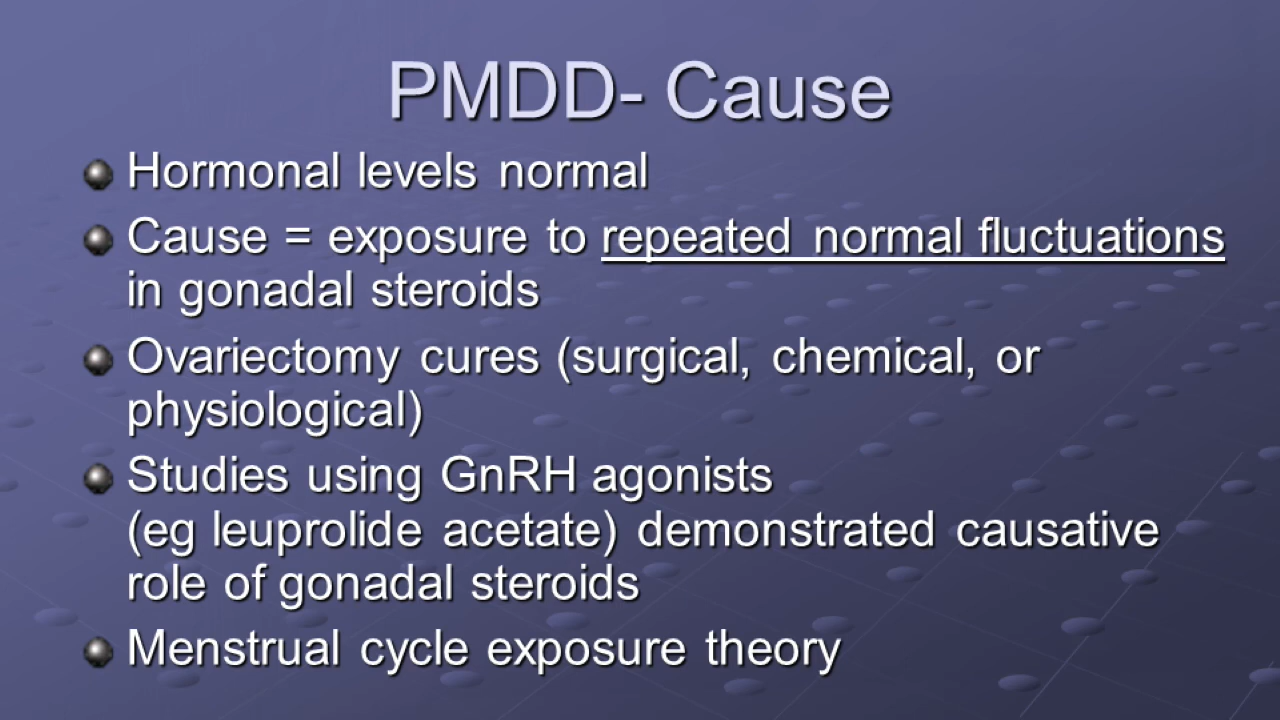 PMDD- Cause
Hormonal levels normal
Cause = exposure to repeated normal fluctuations
in gonadal steroids
Ovariectomy cures (surgical, chemical, or
physiological)
Studies using GnRH agonists
(eg leuprolide acetate) demonstrated causative
role of gonadal steroids
Menstrual cycle exposure theory